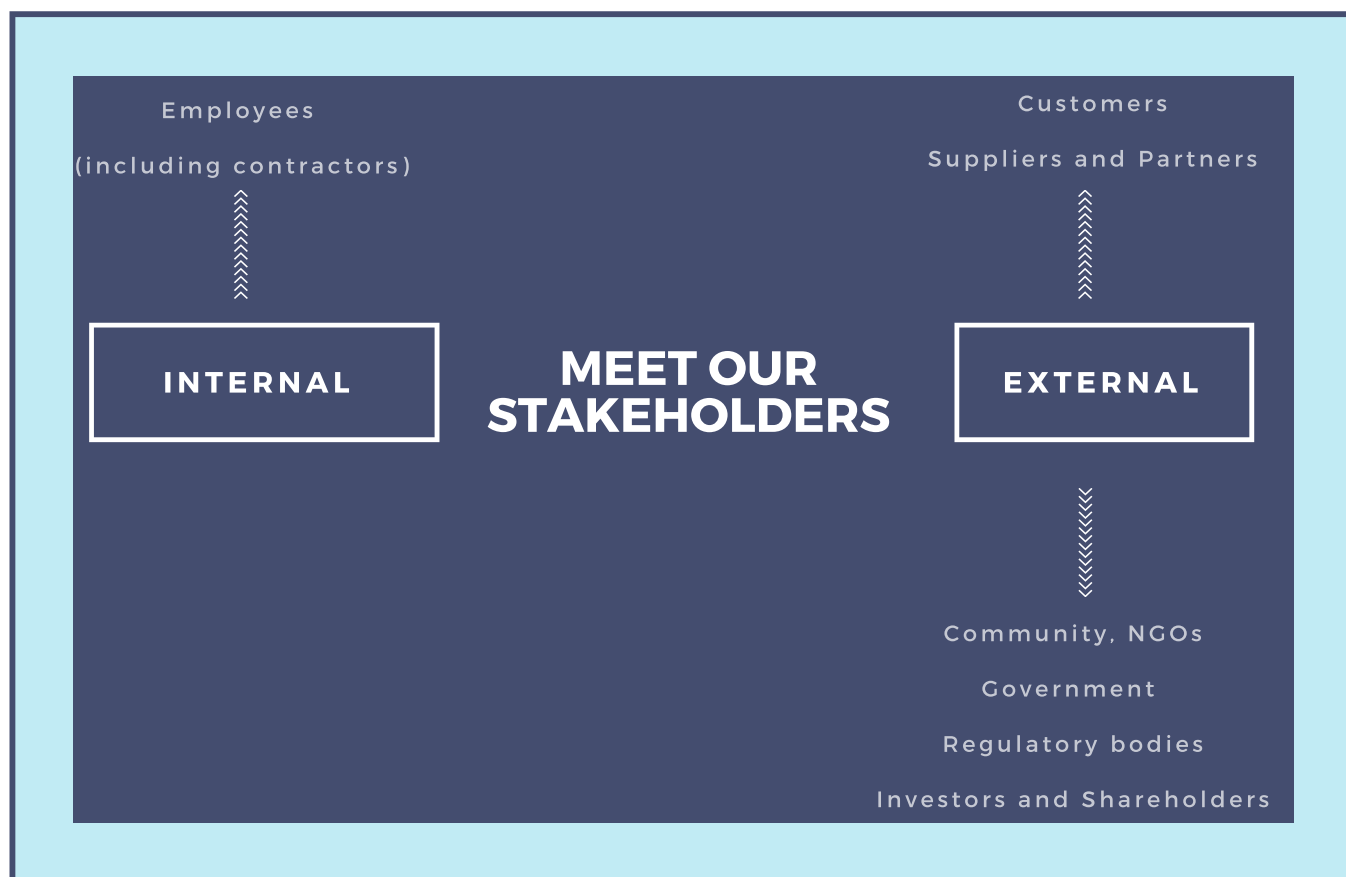 Employees
(including contractors)
INTERNAL
MEET OUR
STAKEHOLDERS
Customers
Suppliers and Partners
EXTERNAL
Community, NGOs
Government
Regulatory bodies
Investors and Shareholders